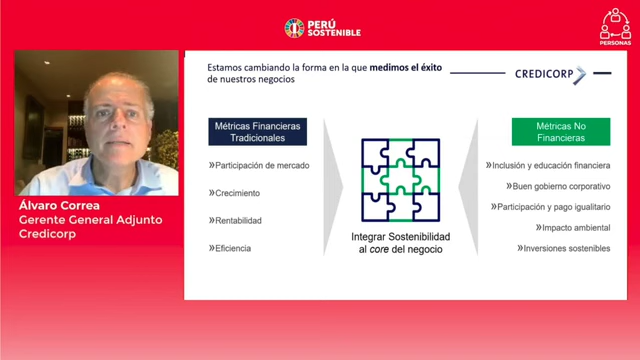 PERÚ
SOSTENIBLE
PERSONAS
Estamos cambiando la forma en la que medimos el éxito
de nuestros negocios
CREDICORP
Métricas Financieras
Tradicionales
»Participación de mercado
»Crecimiento
»Rentabilidad
»Eficiencia
Integrar Sostenibilidad
al core del negocio
Métricas No
Financieras
»Inclusión y educación financiera
»Buen gobierno corporativo
»Participación y pago igualitario
»Impacto ambiental
»Inversiones sostenibles
Álvaro Correa
Gerente General Adjunto
Credicorp